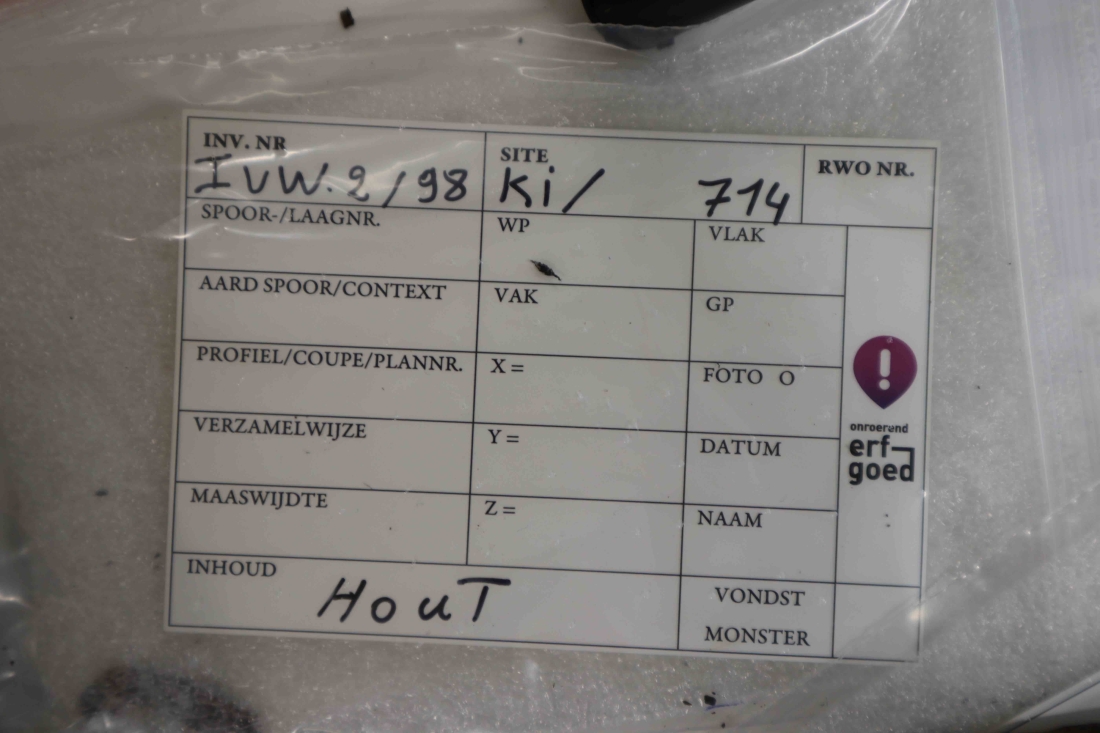 INV. NR SITE RWO NR.
IVW.2/98 Ki/ 714
SPOOR-/LAAGNR. WP VLAK
AARD SPOOR/CONTEXT VAK GP
PROFIEL/COUPE/PLANNR. X = FOTO O
VERZAMELWIJZE Y = DATUM
MAASWIJDTE Z = NAAM
INHOUD VONDST
HouT MONSTER
onroerend
erf
goed